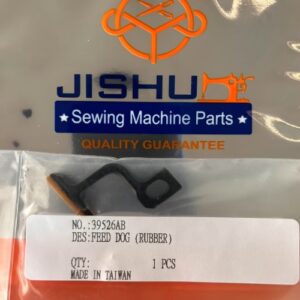 JISHU
★ Sewing Machine Parts ★
QUALITY GUARANTEE
NO.:39526AB
DES:FEED DOG (RUBBER)
QTY: 1 PCS
MADE IN TAIWAN